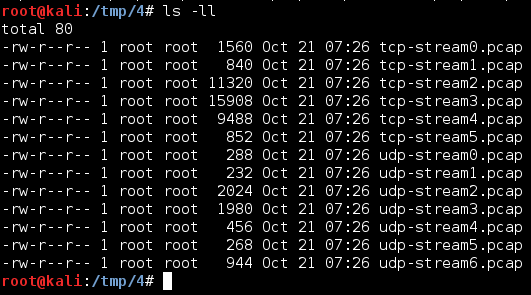 root@kali:/tmp/4# ls -ll
total 80
-rw-r--r-- 1 root root  1560 Oct 21 07:26 tcp-stream0.pcap
-rw-r--r-- 1 root root   840 Oct 21 07:26 tcp-stream1.pcap
-rw-r--r-- 1 root root 11320 Oct 21 07:26 tcp-stream2.pcap
-rw-r--r-- 1 root root 15908 Oct 21 07:26 tcp-stream3.pcap
-rw-r--r-- 1 root root  9488 Oct 21 07:26 tcp-stream4.pcap
-rw-r--r-- 1 root root   852 Oct 21 07:26 tcp-stream5.pcap
-rw-r--r-- 1 root root   288 Oct 21 07:26 udp-stream0.pcap
-rw-r--r-- 1 root root   232 Oct 21 07:26 udp-stream1.pcap
-rw-r--r-- 1 root root  2024 Oct 21 07:26 udp-stream2.pcap
-rw-r--r-- 1 root root  1980 Oct 21 07:26 udp-stream3.pcap
-rw-r--r-- 1 root root   456 Oct 21 07:26 udp-stream4.pcap
-rw-r--r-- 1 root root   268 Oct 21 07:26 udp-stream5.pcap
-rw-r--r-- 1 root root   944 Oct 21 07:26 udp-stream6.pcap
root@kali:/tmp/4#